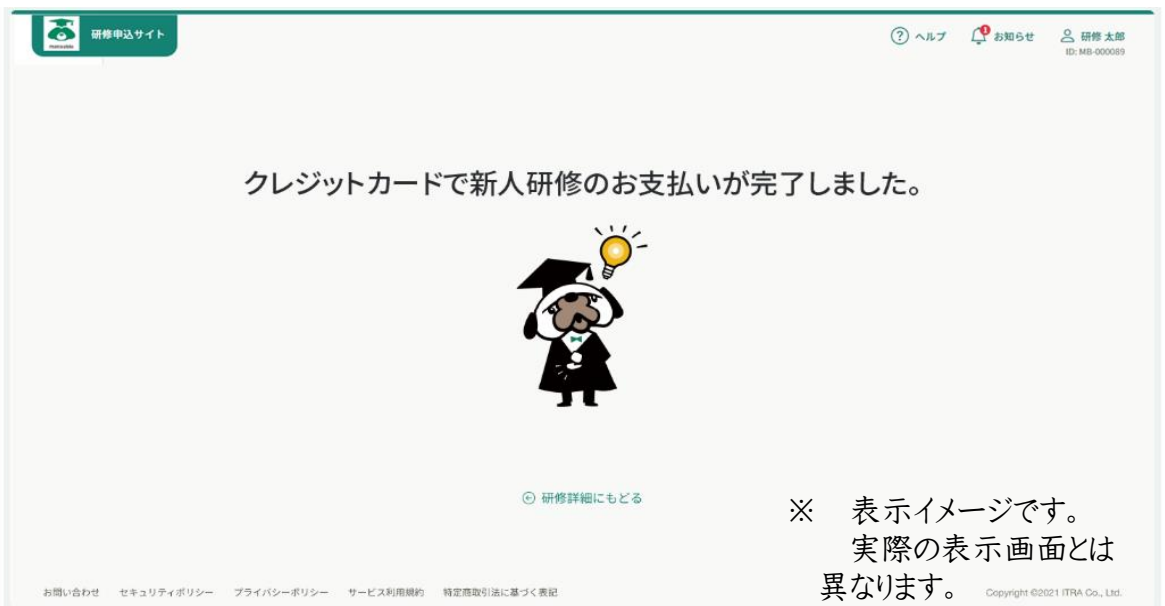 研修申込サイト
? ヘルプ
お知らせ
研修 太郎
ID: MB-000089
クレジットカードで新人研修のお支払いが完了しました。
研修詳細にもどる
※ 表示イメージです。
実際の表示画面とは
異なります。
お問い合わせ セキュリティポリシー プライバシーポリシー サービス利用規約 特定商取引法に基づく表記
Copyright ©2021 ITRA Co., Ltd.